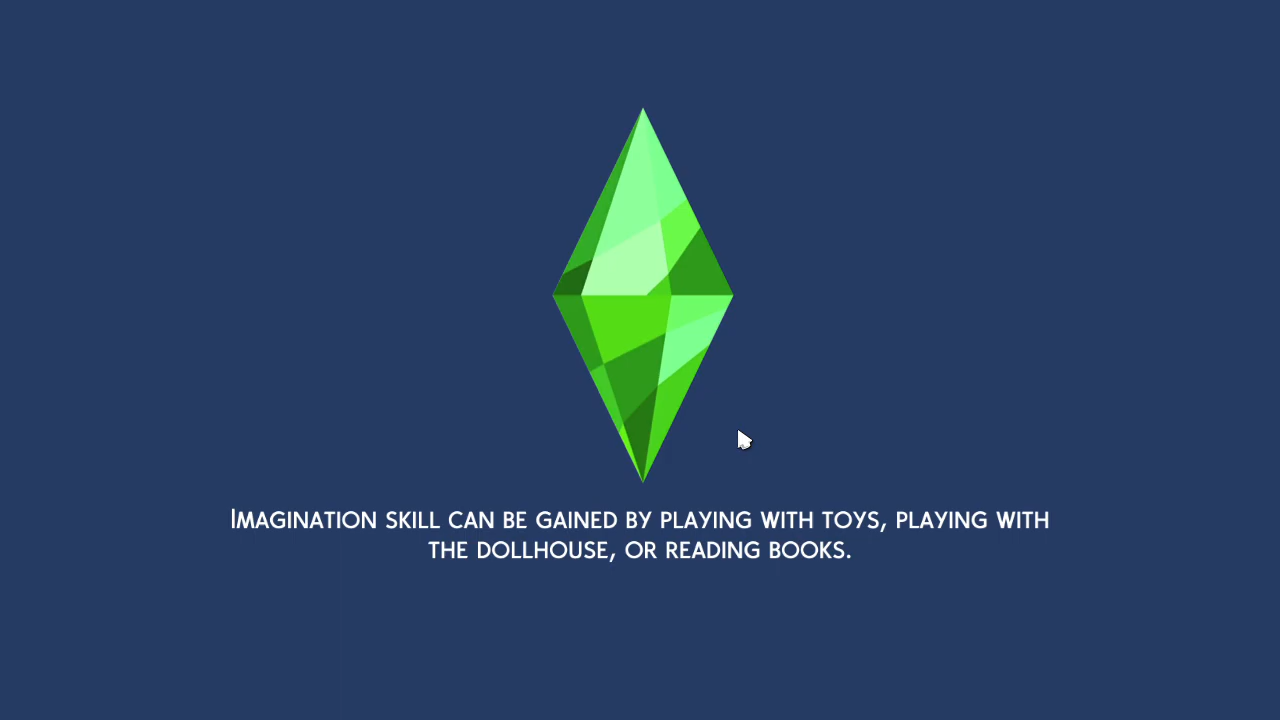 Imagination skill can be gained by playing with toys, playing with
the dollhouse, or reading books.